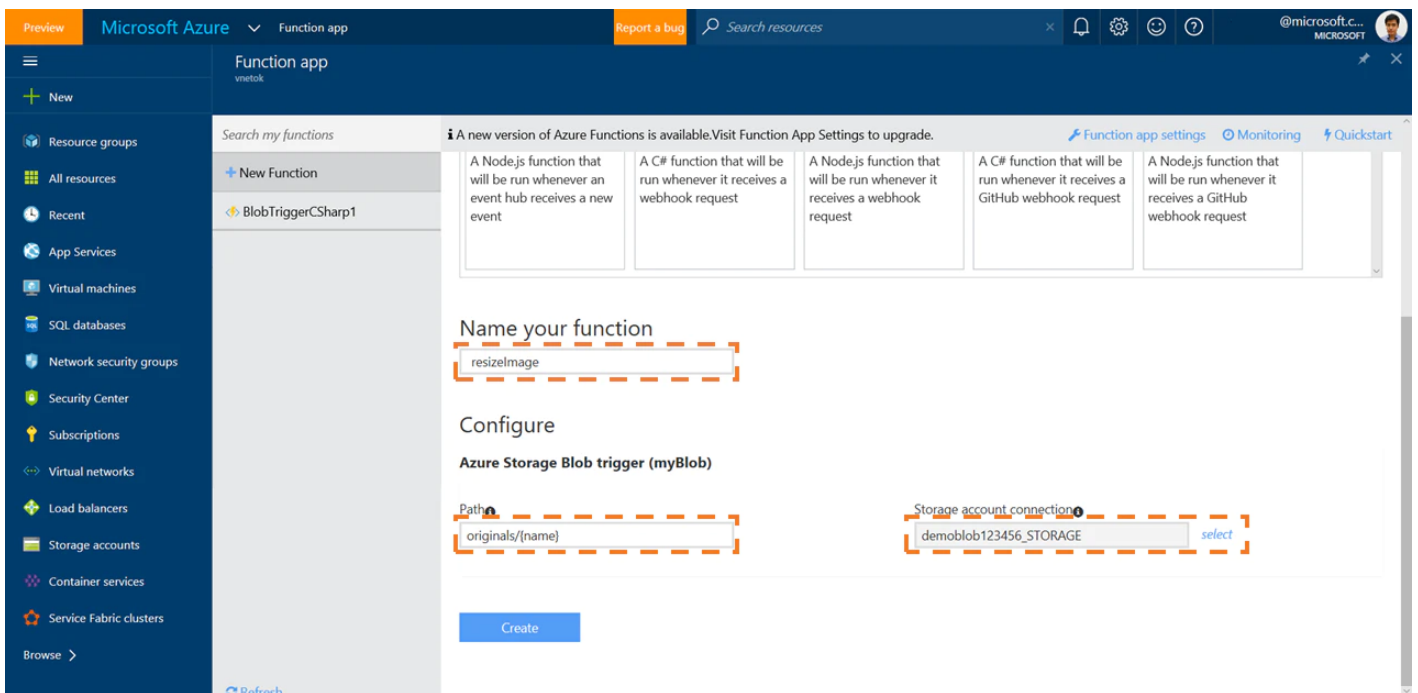 Preview
Microsoft Azure
Function app
Report a bug
Search resources
@microsoft.c...
MICROSOFT
Function app
vnetok
New
Resource groups
All resources
Recent
App Services
Virtual machines
SQL databases
Network security groups
Security Center
Subscriptions
Virtual networks
Load balancers
Storage accounts
Container services
Service Fabric clusters
Browse >
Search my functions
New Function
BlobTriggerCSharp1
Refresh
A new version of Azure Functions is available.Visit Function App Settings to upgrade.
Function app settings
Monitoring
Quickstart
A Node.js function that
will be run whenever an
event hub receives a new
event
A C# function that will be
run whenever it receives a
webhook request
A Node.js function that
will be run whenever it
receives a webhook
request
A C# function that will be
run whenever it receives a
GitHub webhook request
A Node.js function that
will be run whenever it
receives a GitHub
webhook request
Name your function
resizeImage
Configure
Azure Storage Blob trigger (myBlob)
Path
originals/{name}
Storage account connection
demoblob123456_STORAGE
select
Create